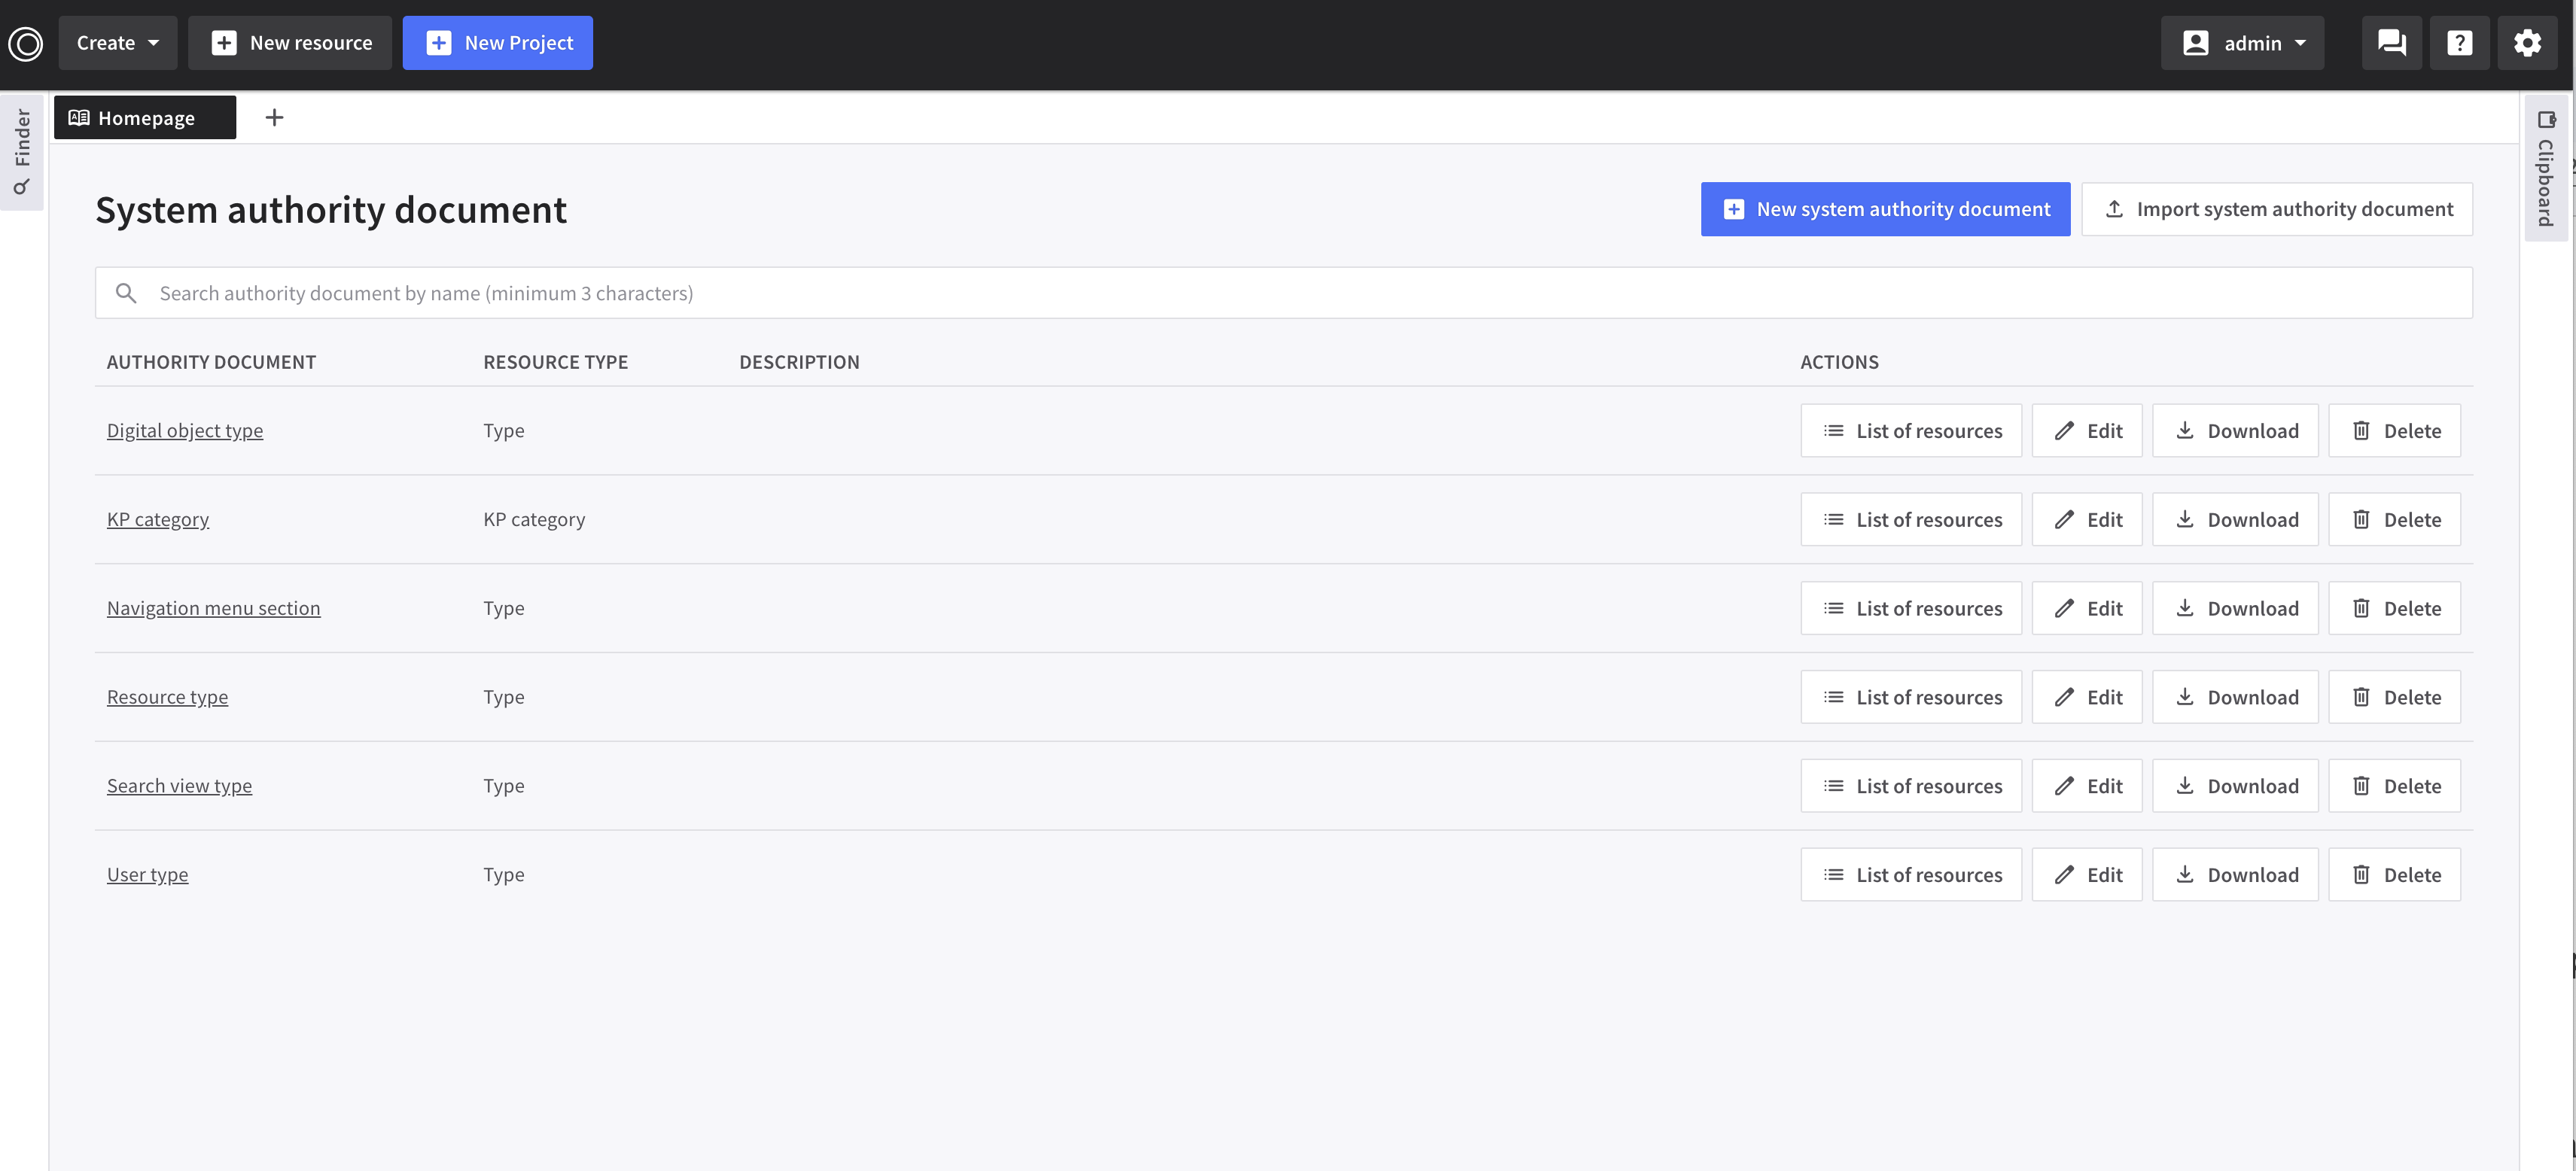 Create New resource New Project admin
Finder
Homepage
Clipboard
System authority document New system authority document Import system authority document
Search authority document by name (minimum 3 characters)
AUTHORITY DOCUMENT RESOURCE TYPE DESCRIPTION ACTIONS
Digital object type Type List of resources Edit Download Delete
KP category KP category List of resources Edit Download Delete
Navigation menu section Type List of resources Edit Download Delete
Resource type Type List of resources Edit Download Delete
Search view type Type List of resources Edit Download Delete
User type Type List of resources Edit Download Delete